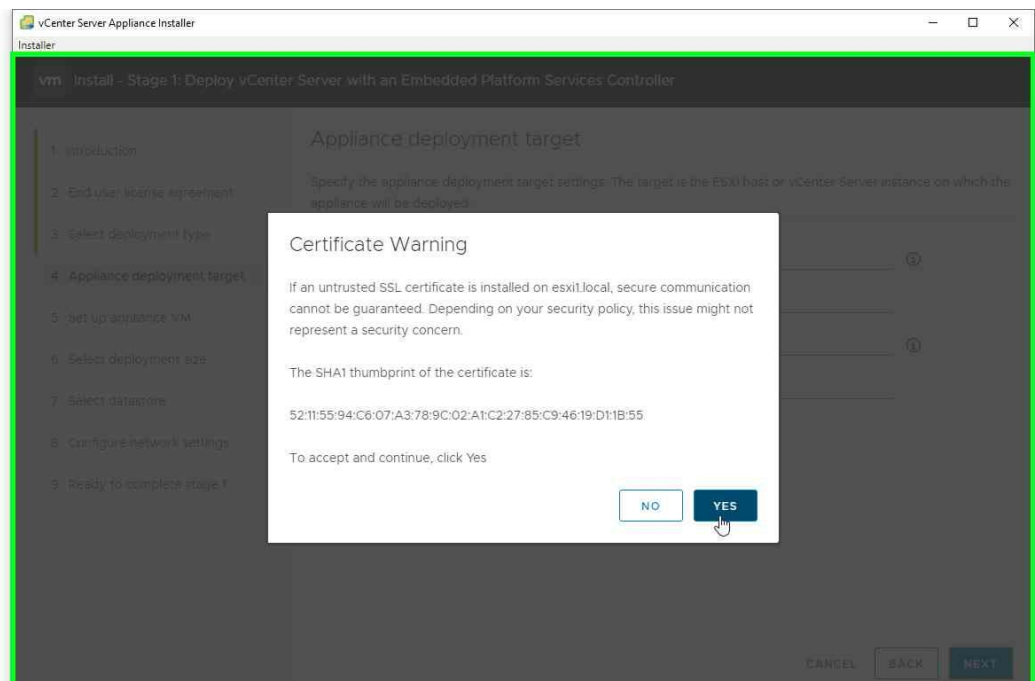 vCenter Server Appliance Installer
Installer
vm Install - Stage 1: Deploy vCenter Server with an Embedded Platform Services Controller
1 Introduction
2 End user license agreement
3 Select deployment type
4 Appliance deployment target
5 Set up appliance VM
6 Select deployment size
7 Select datastore
8 Configure network settings
9 Ready to complete stage 1
Appliance deployment target
Specify the appliance deployment target settings. The target is the ESXi host or vCenter Server instance on which the
appliance will be deployed.
Certificate Warning
If an untrusted SSL certificate is installed on esxi1.local, secure communication
cannot be guaranteed. Depending on your security policy, this issue might not
represent a security concern.
The SHA1 thumbprint of the certificate is:
52:11:55:94:C6:07:A3:78:9C:02:A1:C2:27:85:C9:46:19:D1:1B:55
To accept and continue, click Yes
NO YES
CANCEL BACK NEXT